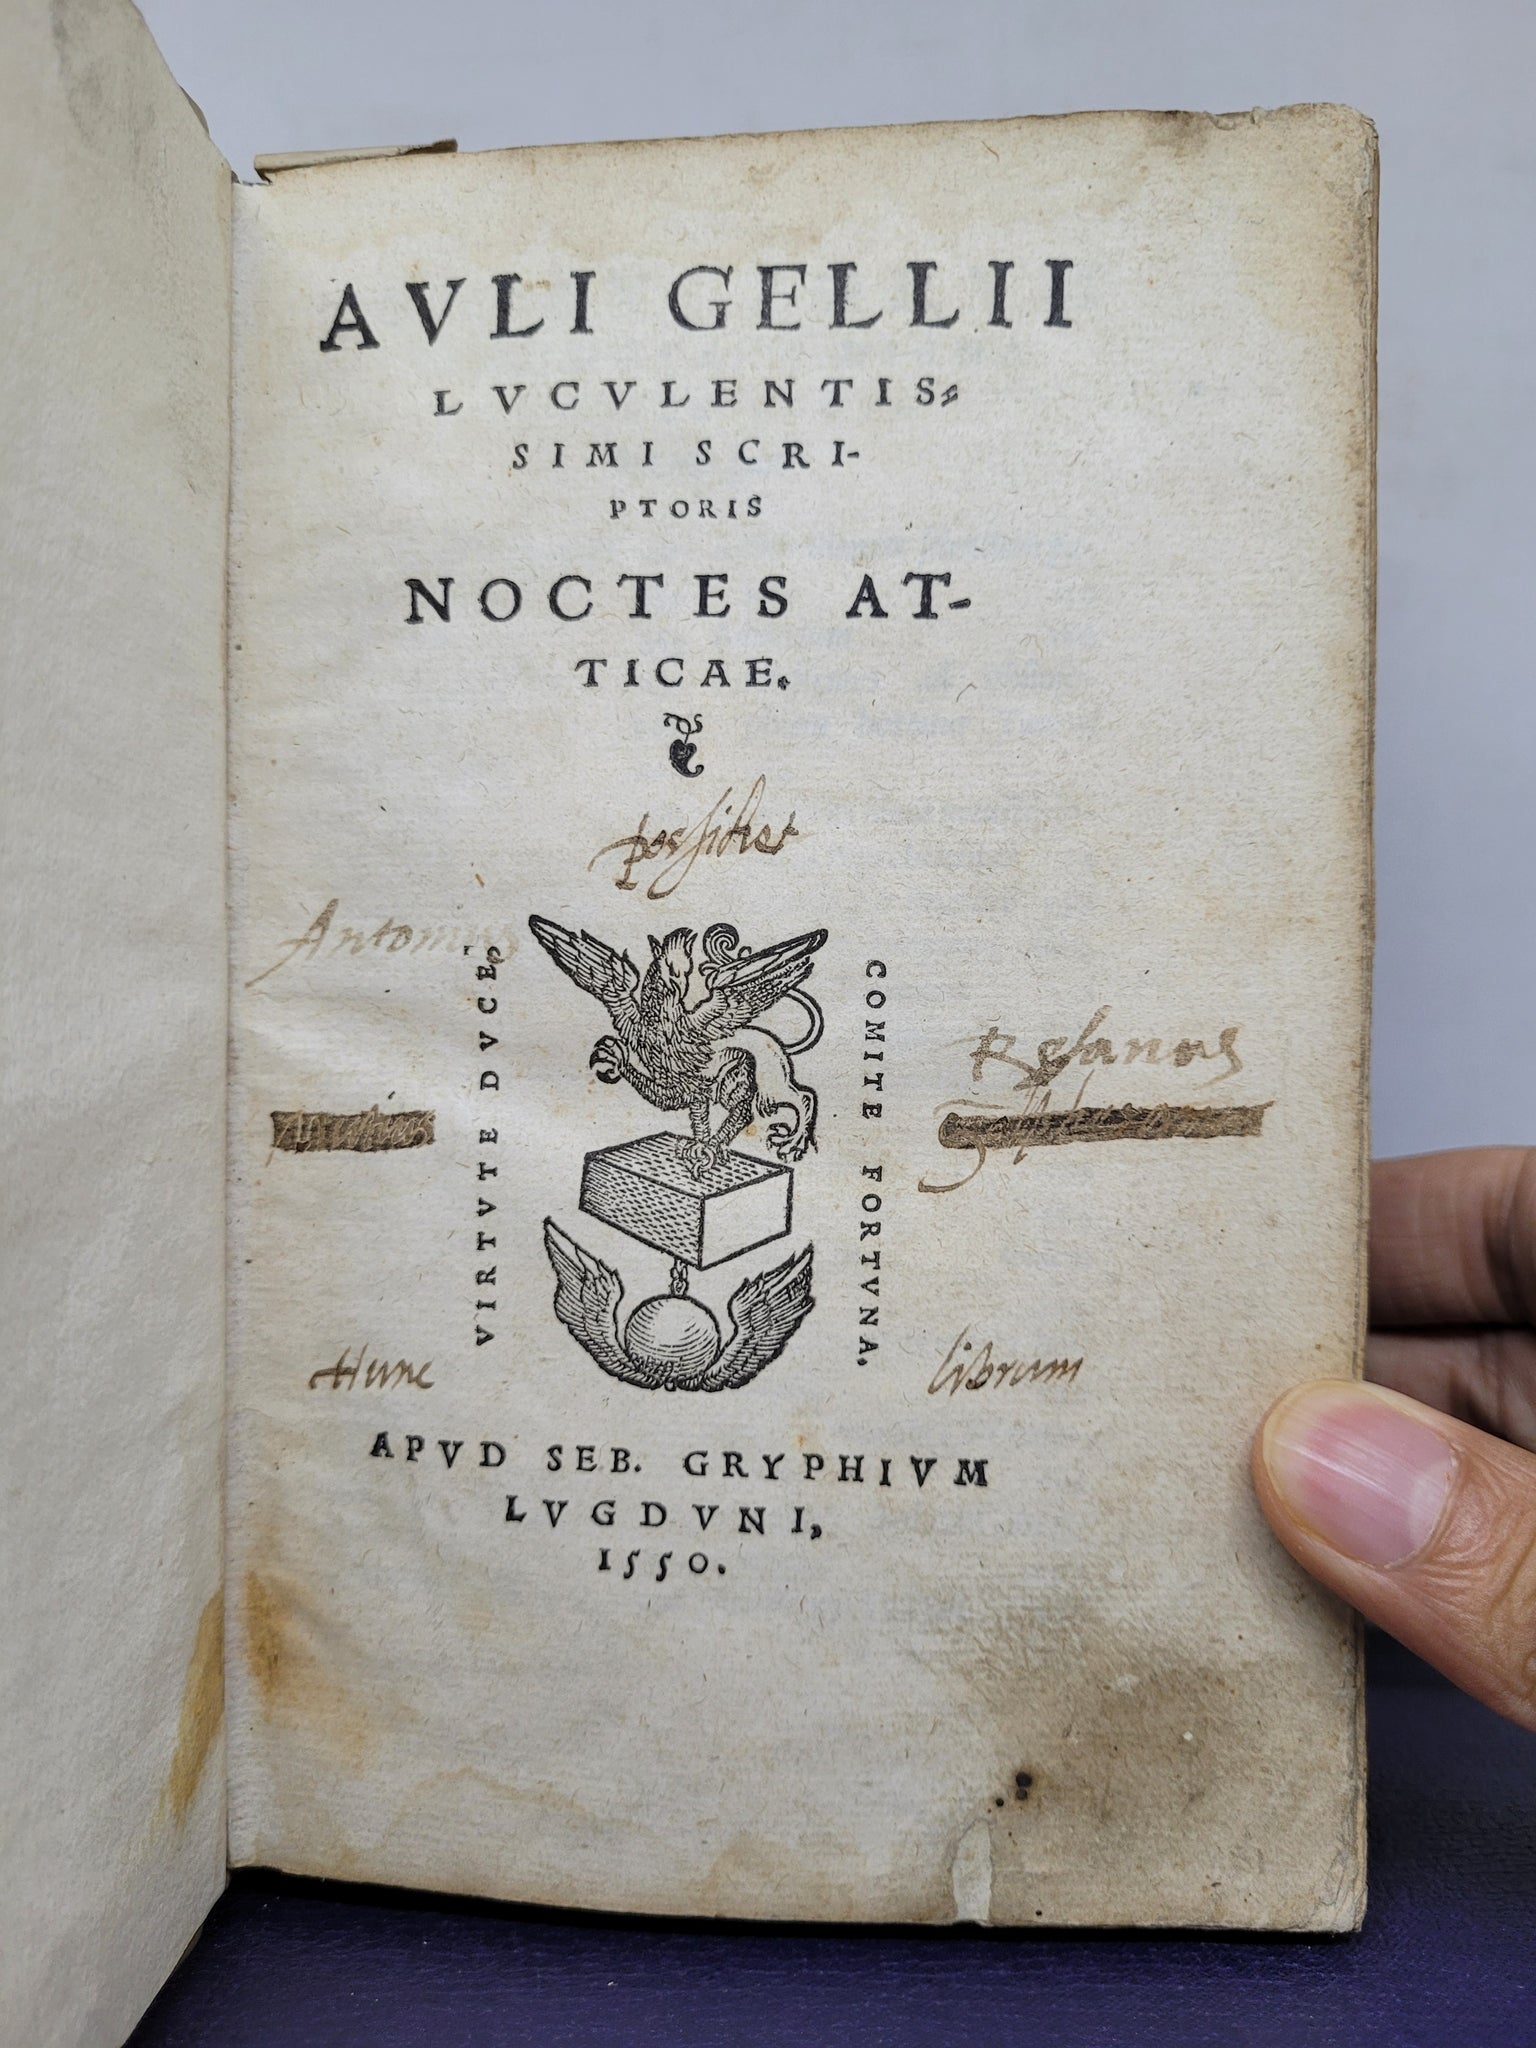 AVLI GELLII
LVCVLENTIS-
SIMI SCRI-
PTORIS
NOCTES AT-
TICAE.
possidet
Antonius
VIRTVTE DVCE,
COMITE FORTVNA.
Hunc
librum
APVD SEB. GRYPHIVM
LVGDVNI,
1550.